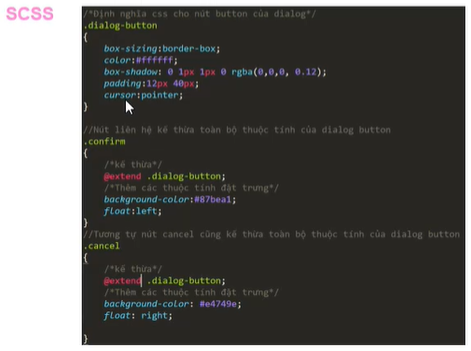 SCSS
/*Định nghĩa css cho nút button của dialog*/
.dialog-button
{
box-sizing:border-box;
color:#ffffff;
box-shadow: 0 1px 1px 0 rgba(0,0,0, 0.12);
padding:12px 40px;
cursor:pointer;
}
//Nút liên hệ kế thừa toàn bộ thuộc tính của dialog button
.confirm
{
/*kế thừa*/
@extend .dialog-button;
/*Thêm các thuộc tính đặt trưng*/
background-color:#87bea1;
float:left;
}
//Tương tự nút cancel cũng kế thừa toàn bộ thuộc tính của dialog button
.cancel
{
/*kế thừa*/
@extend .dialog-button;
/*Thêm các thuộc tính đặt trưng*/
background-color: #e4749e;
float: right;
}